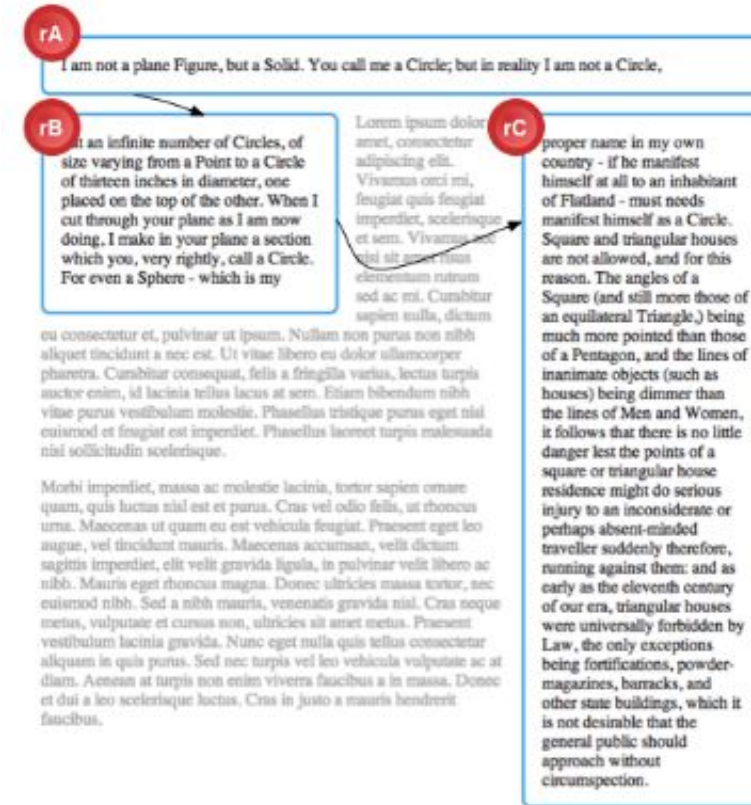 rA
I am not a plane Figure, but a Solid. You call me a Circle; but in reality I am not a Circle,
rB
an infinite number of Circles, of
size varying from a Point to a Circle
of thirteen inches in diameter, one
placed on the top of the other. When I
cut through your plane as I am now
doing, I make in your plane a section
which you, very rightly, call a Circle.
For even a Sphere - which is my
Lorem ipsum dolor
amet, consectetur
adipiscing elit.
Vivamus orci mi,
feugiat quis feugiat
imperdiet, scelerisque
et sem. Vivamus
nisi sit amet risus
elementum rutrum
sed ac mi. Curabitur
sapien nulla, dictum
eu consectetur et, pulvinar ut ipsum. Nullam non purus non nibh
aliquet tincidunt a nec est. Ut vitae libero eu dolor ullamcorper
pharetra. Curabitur consequat, felis a fringilla varius, lectus turpis
auctor enim, id lacinia tellus lacus at sem. Etiam bibendum nibh
vitae purus vestibulum molestie. Phasellus tristique purus eget nisl
euismod et feugiat est imperdiet. Phasellus laoreet turpis malesuada
nisi sollicitudin scelerisque.
Morbi imperdiet, massa ac molestie lacinia, tortor sapien ornare
quam, quis luctus nisl est et purus. Cras vel odio felis, ut rhoncus
urna. Maecenas ut quam eu est vehicula feugiat. Praesent eget leo
augue, vel tincidunt mauris. Maecenas accumsan, velit dictum
sagittis imperdiet, elit velit gravida ligula, in pulvinar velit libero ac
nibh. Mauris eget rhoncus magna. Donec ultricies massa tortor, nec
euismod nibh. Sed a nibh mauris, venenatis gravida nisl. Cras neque
metus, vulputate et cursus non, ultricies sit amet metus. Praesent
vestibulum lacinia gravida. Nunc eget nulla quis tellus consectetur
aliquam in quis purus. Sed nec turpis vel leo vehicula vulputate ac at
diam. Aenean at turpis non enim viverra faucibus a in massa. Donec
et dui a leo scelerisque luctus. Cras in justo a mauris hendrerit
faucibus.
rC
proper name in my own
country - if he manifest
himself at all to an inhabitant
of Flatland - must needs
manifest himself as a Circle.
Square and triangular houses
are not allowed, and for this
reason. The angles of a
Square (and still more those of
an equilateral Triangle,) being
much more pointed than those
of a Pentagon, and the lines of
inanimate objects (such as
houses) being dimmer than
the lines of Men and Women,
it follows that there is no little
danger lest the points of a
square or triangular house
residence might do serious
injury to an inconsiderate or
perhaps absent-minded
traveller suddenly therefore,
running against them: and as
early as the eleventh century
of our era, triangular houses
were universally forbidden by
Law, the only exceptions
being fortifications, powder-
magazines, barracks, and
other state buildings, which it
is not desirable that the
general public should
approach without
circumspection.